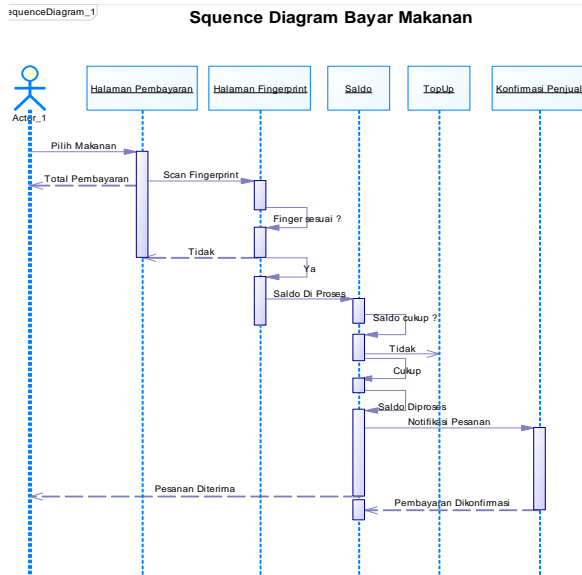 equenceDiagram_1
Squence Diagram Bayar Makanan
Actor_1
Halaman Pembayaran
Halaman Fingerprint
Saldo
TopUp
Konfirmasi Penjual
Pilih Makanan
Total Pembayaran
Scan Fingerprint
Finger sesuai ?
Tidak
Ya
Saldo Di Proses
Saldo cukup ?
Tidak
Cukup
Saldo Diproses
Notifikasi Pesanan
Pesanan Diterima
Pembayaran Dikonfirmasi